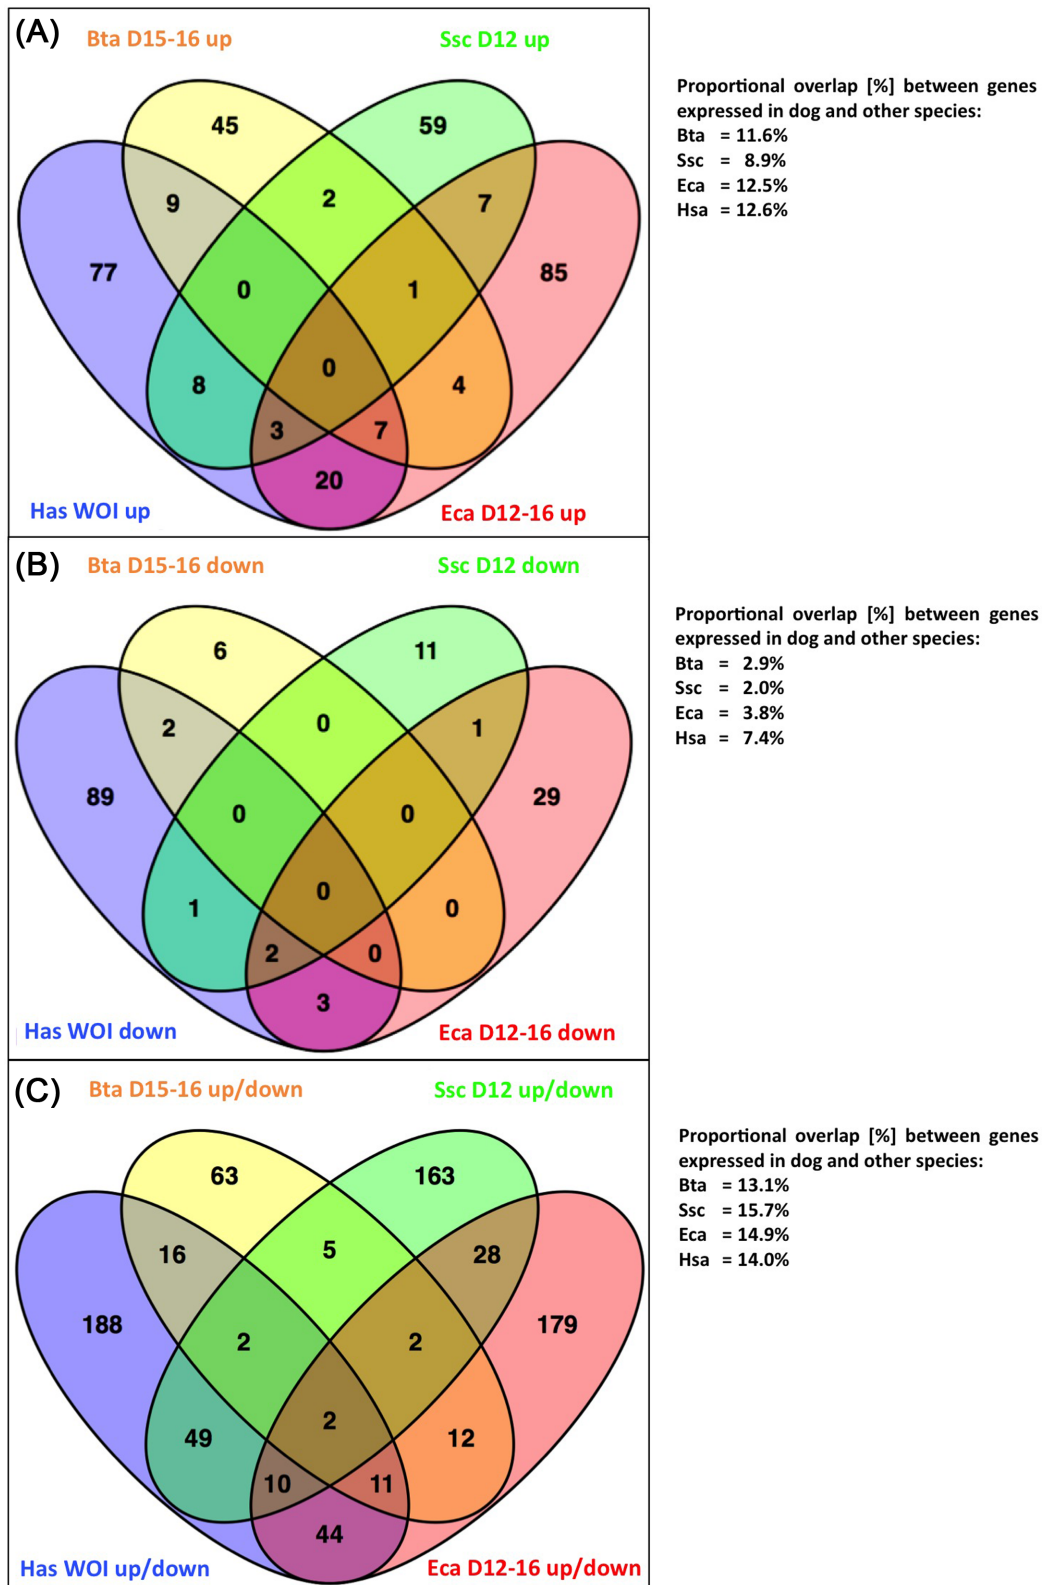 (A)
Bta D15-16 up
Ssc D12 up
45
59
9
2
7
77
0
1
85
8
0
4
3
7
20
Has WOI up
Eca D12-16 up
Proportional overlap [%] between genes
expressed in dog and other species:
Bta = 11.6%
Ssc = 8.9%
Eca = 12.5%
Hsa = 12.6%
(B)
Bta D15-16 down
Ssc D12 down
6
11
2
0
1
89
0
0
29
1
0
0
2
0
3
Has WOI down
Eca D12-16 down
Proportional overlap [%] between genes
expressed in dog and other species:
Bta = 2.9%
Ssc = 2.0%
Eca = 3.8%
Hsa = 7.4%
(C)
Bta D15-16 up/down
Ssc D12 up/down
63
163
16
5
28
188
2
2
179
49
2
12
10
11
44
Has WOI up/down
Eca D12-16 up/down
Proportional overlap [%] between genes
expressed in dog and other species:
Bta = 13.1%
Ssc = 15.7%
Eca = 14.9%
Hsa = 14.0%